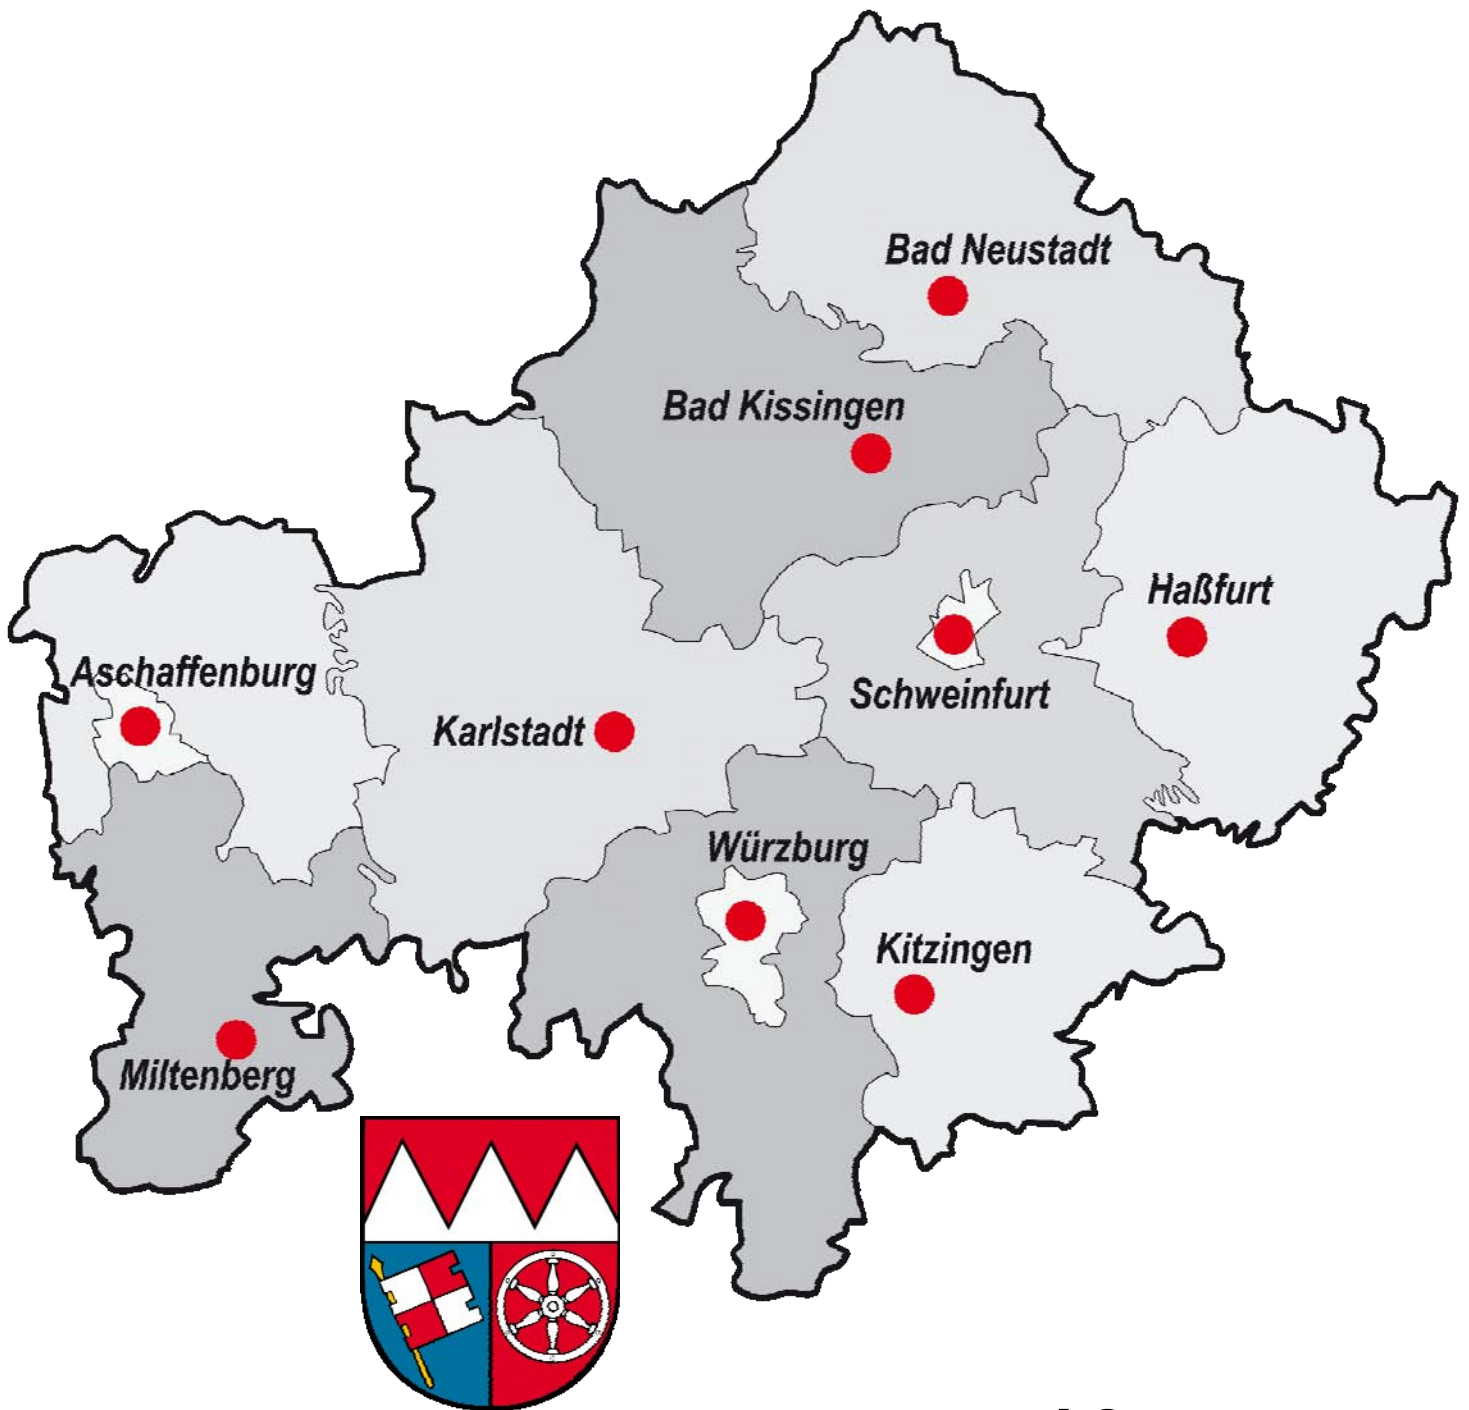 Bad Neustadt
Bad Kissingen
Haßfurt
Aschaffenburg
Schweinfurt
Karlstadt
Würzburg
Kitzingen
Miltenberg